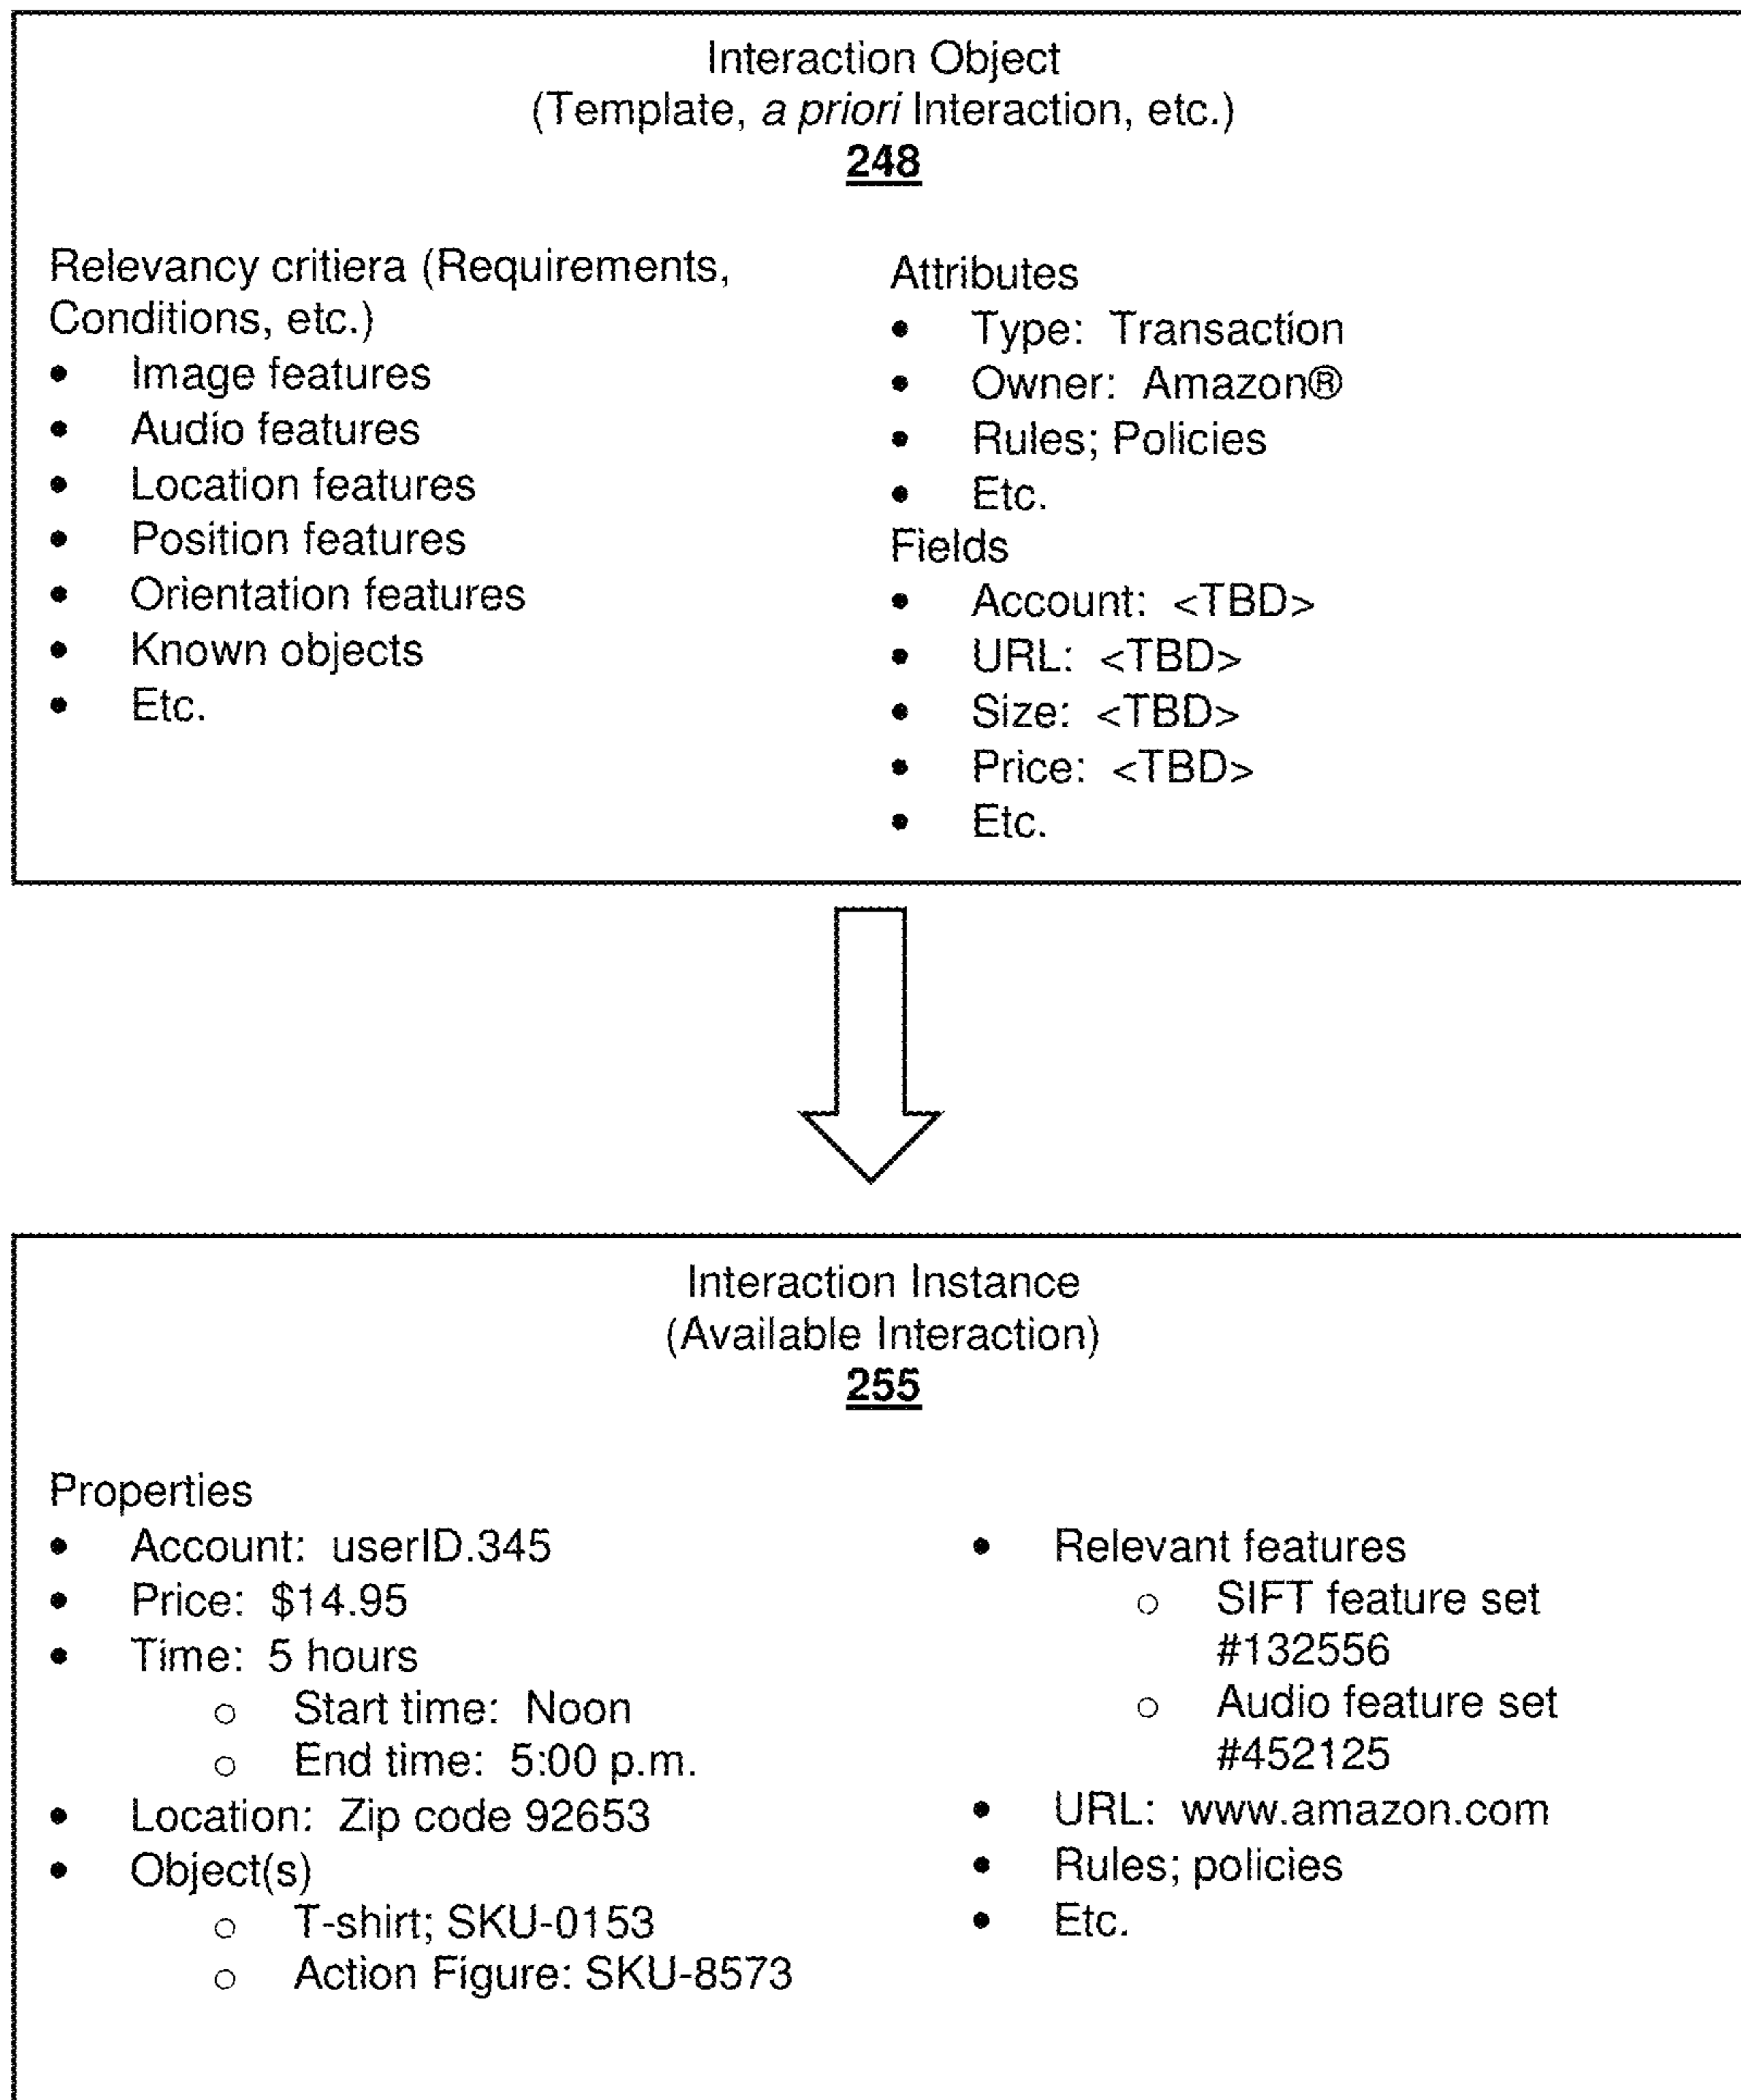 Interaction Object
(Template, a priori Interaction, etc.)
248
Relevancy critiera (Requirements,
Conditions, etc.)
• Image features
• Audio features
• Location features
• Position features
• Orientation features
• Known objects
• Etc.
Attributes
• Type: Transaction
• Owner: Amazon®
• Rules; Policies
• Etc.
Fields
• Account: <TBD>
• URL: <TBD>
• Size: <TBD>
• Price: <TBD>
• Etc.
Interaction Instance
(Available Interaction)
255
Properties
• Account: userID.345
• Price: $14.95
• Time: 5 hours
○ Start time: Noon
○ End time: 5:00 p.m.
• Location: Zip code 92653
• Object(s)
○ T-shirt; SKU-0153
○ Action Figure: SKU-8573
• Relevant features
○ SIFT feature set
#132556
○ Audio feature set
#452125
• URL: www.amazon.com
• Rules; policies
• Etc.